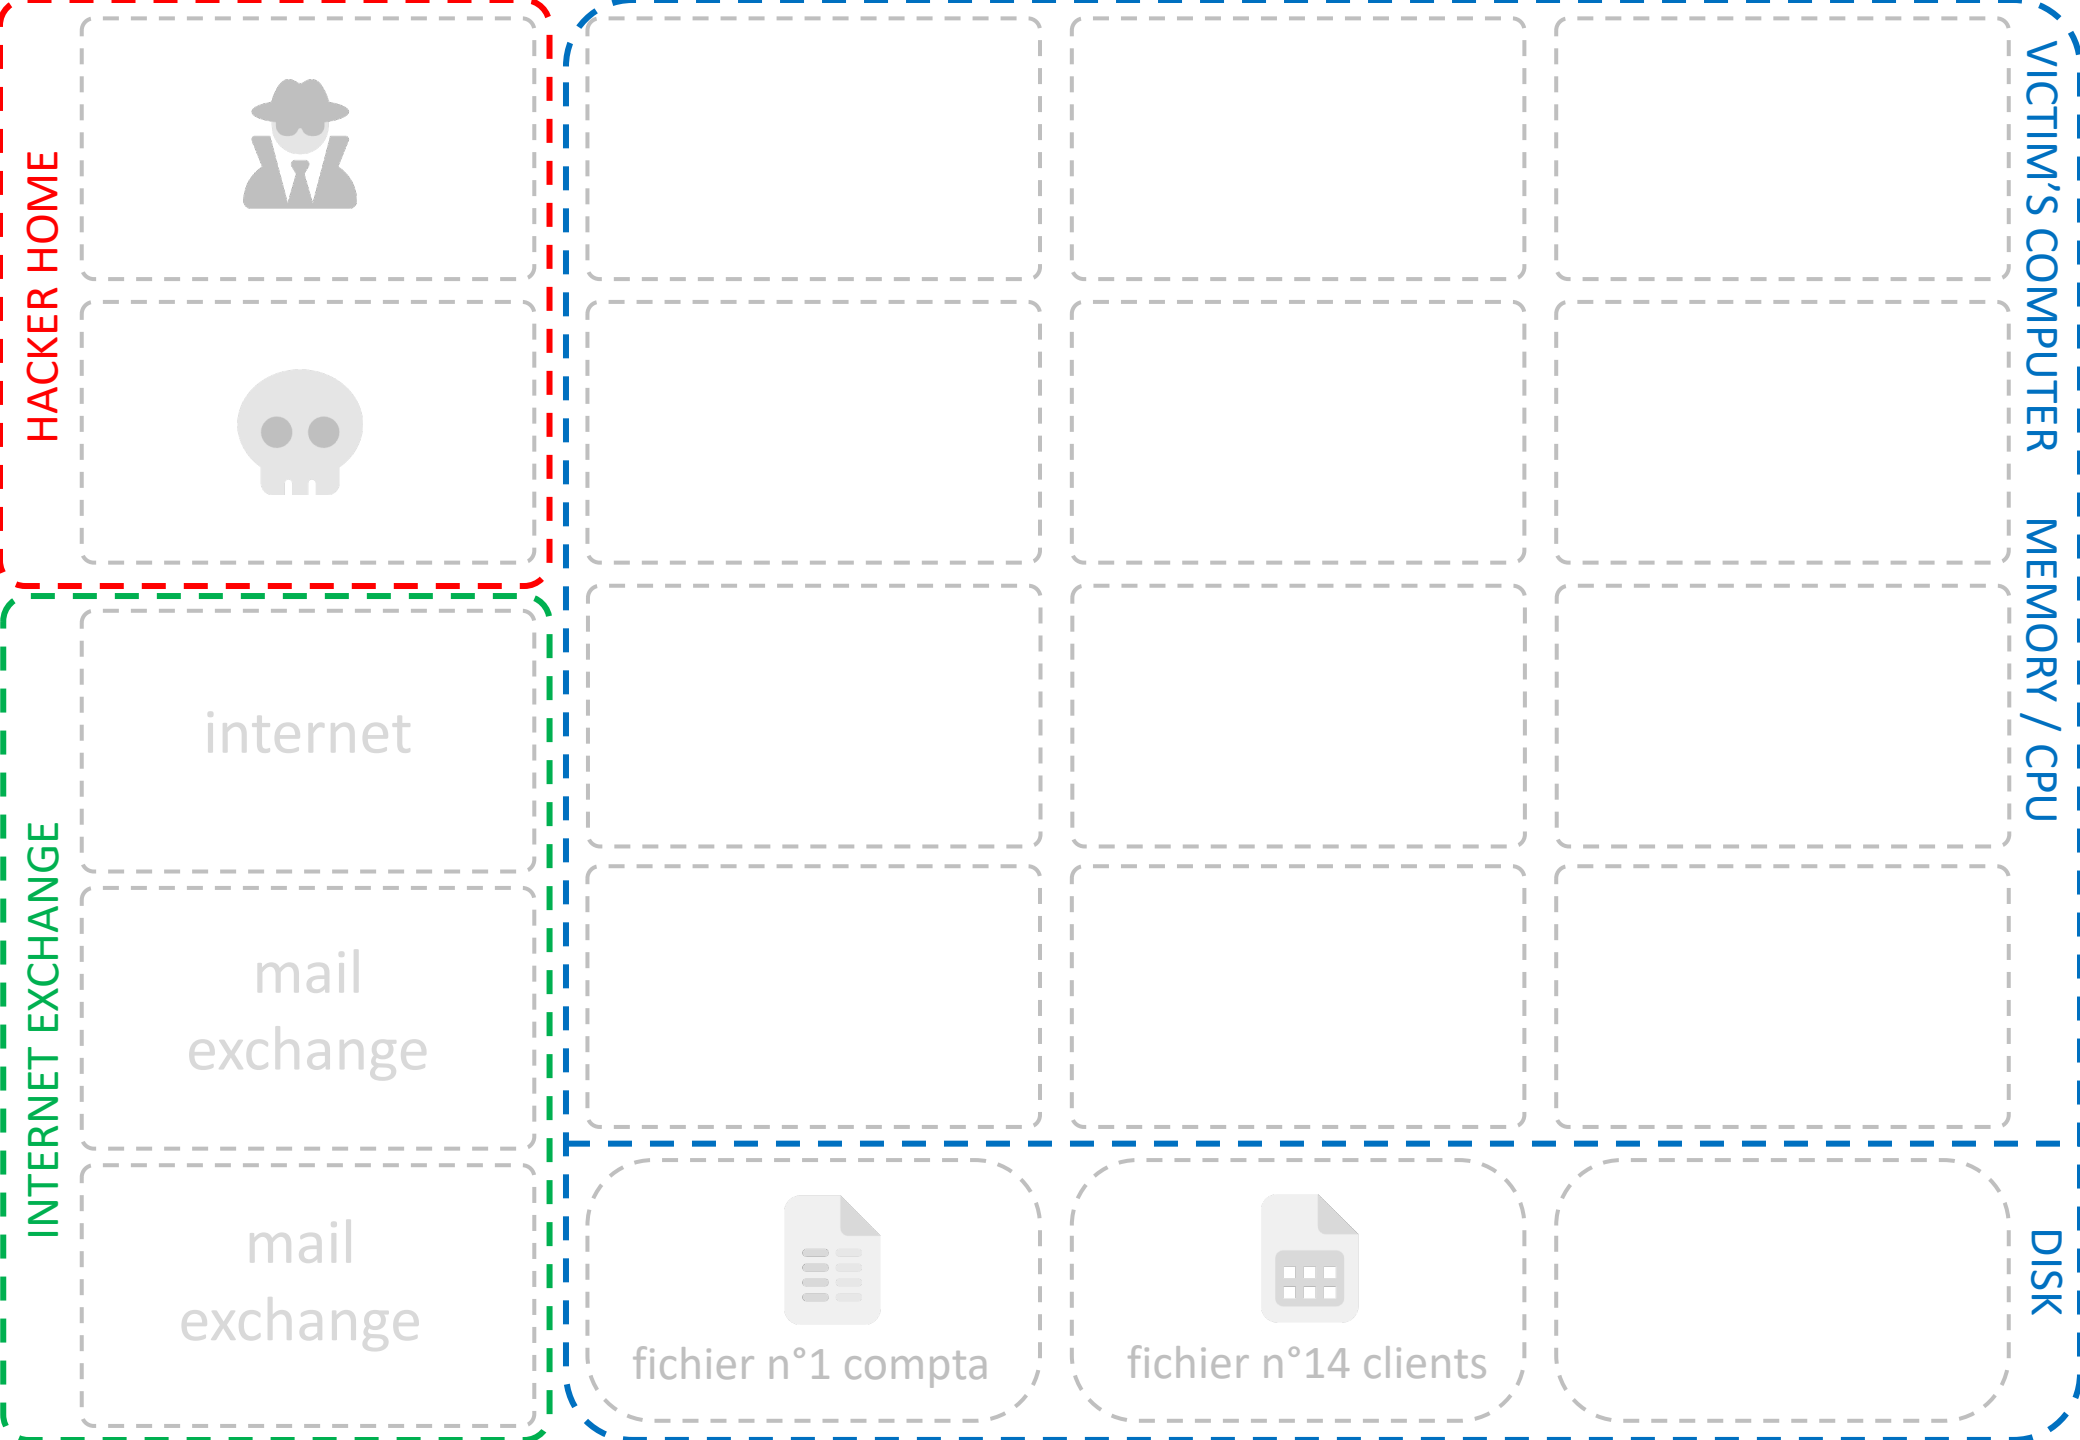 HACKER HOME
INTERNET EXCHANGE
internet
mail
exchange
mail
exchange
VICTIM’S COMPUTER MEMORY / CPU
fichier n°1 compta
fichier n°14 clients
DISK